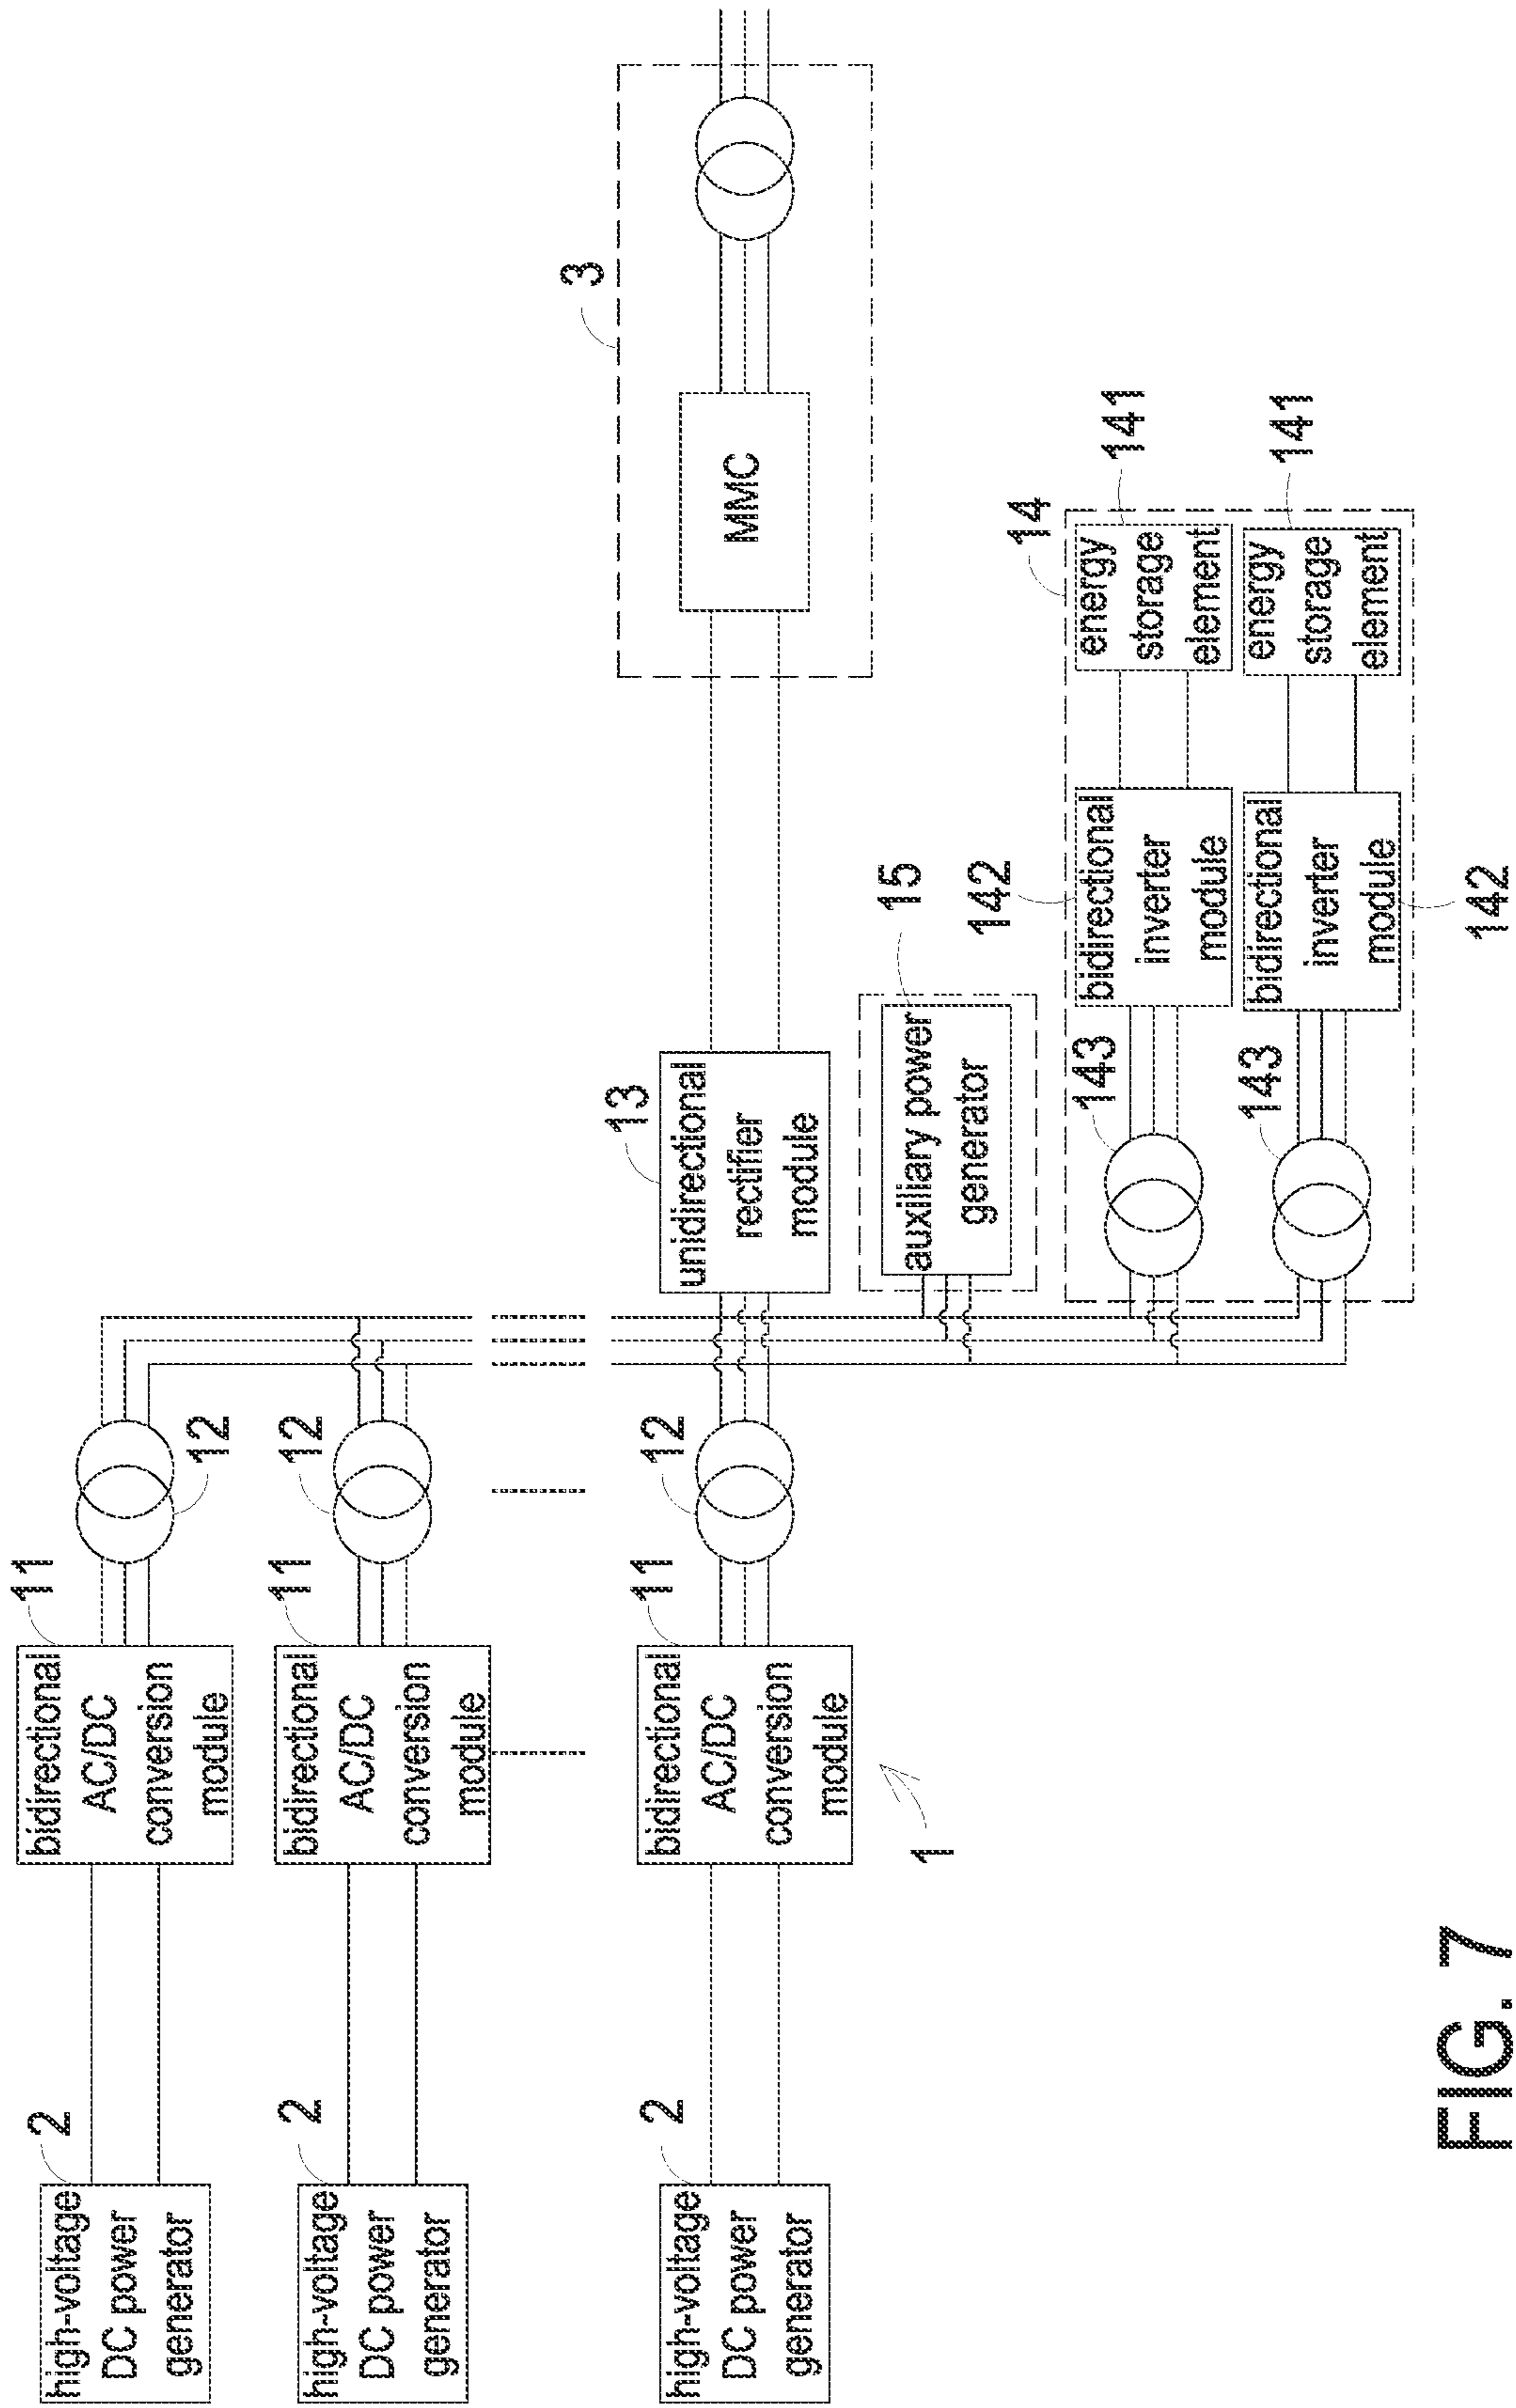 2
high-voltage
DC power
generator
11
bidirectional
AC/DC
conversion
module
12
2
high-voltage
DC power
generator
11
bidirectional
AC/DC
conversion
module
12
2
high-voltage
DC power
generator
11
bidirectional
AC/DC
conversion
module
12
13
unidirectional
rectifier
module
3
MMC
1
15
auxiliary power
generator
14
143
142
bidirectional
inverter
module
141
energy
storage
element
143
bidirectional
inverter
module
142
141
energy
storage
element
FIG. 7